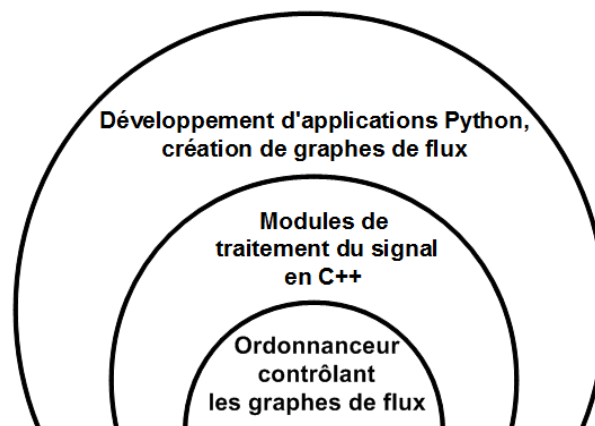 Développement d'applications Python,
création de graphes de flux
Modules de
traitement du signal
en C++
Ordonnanceur
contrôlant
les graphes de flux